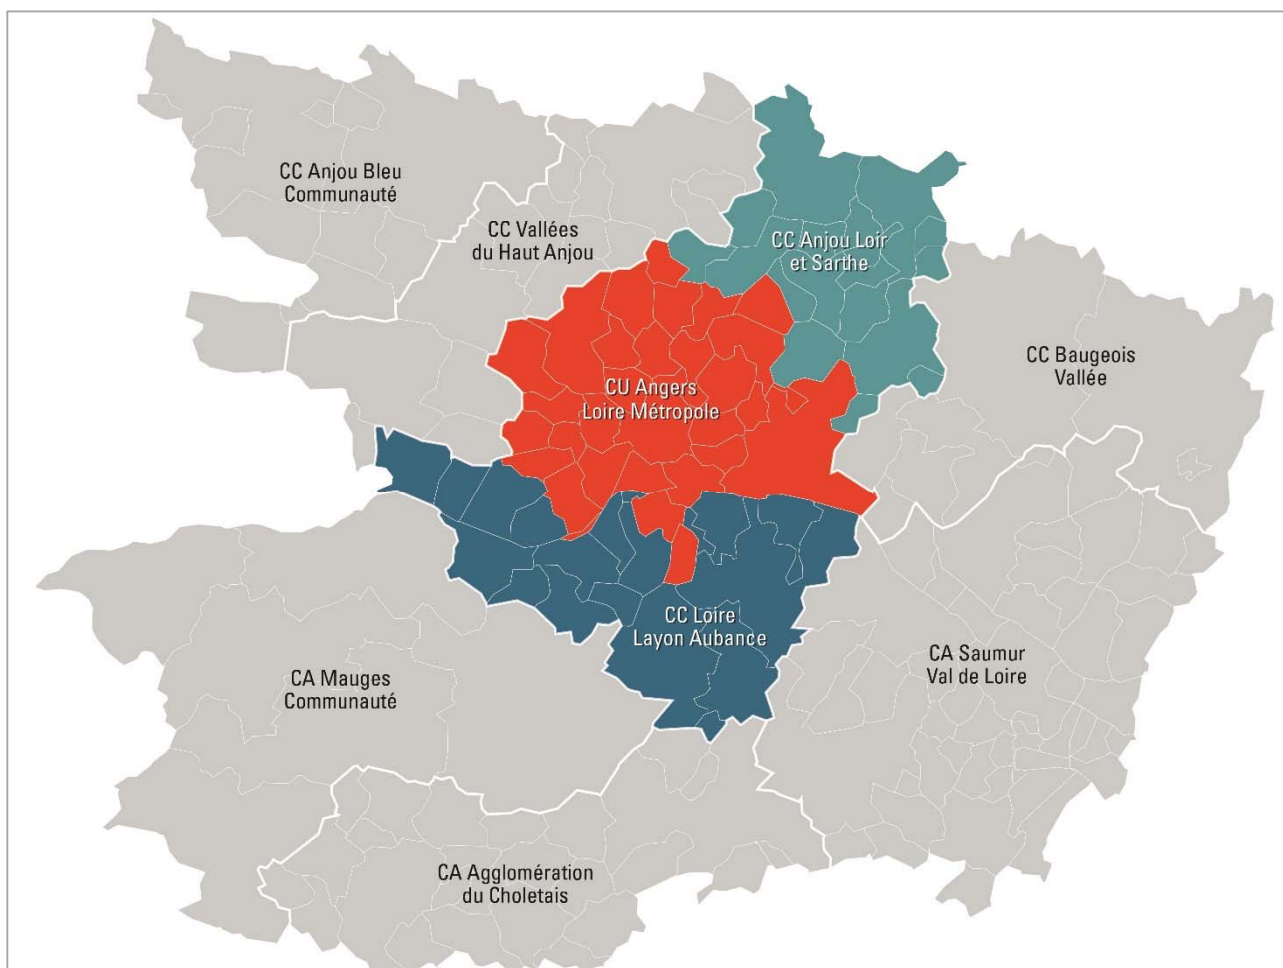 CC Anjou Bleu
Communauté
CC Vallées
du Haut Anjou
CC Anjou Loir
et Sarthe
CC Baugeois
Vallée
CU Angers
Loire Métropole
CC Loire
Layon Aubance
CA Saumur
Val de Loire
CA Mauges
Communauté
CA Agglomération
du Choletais